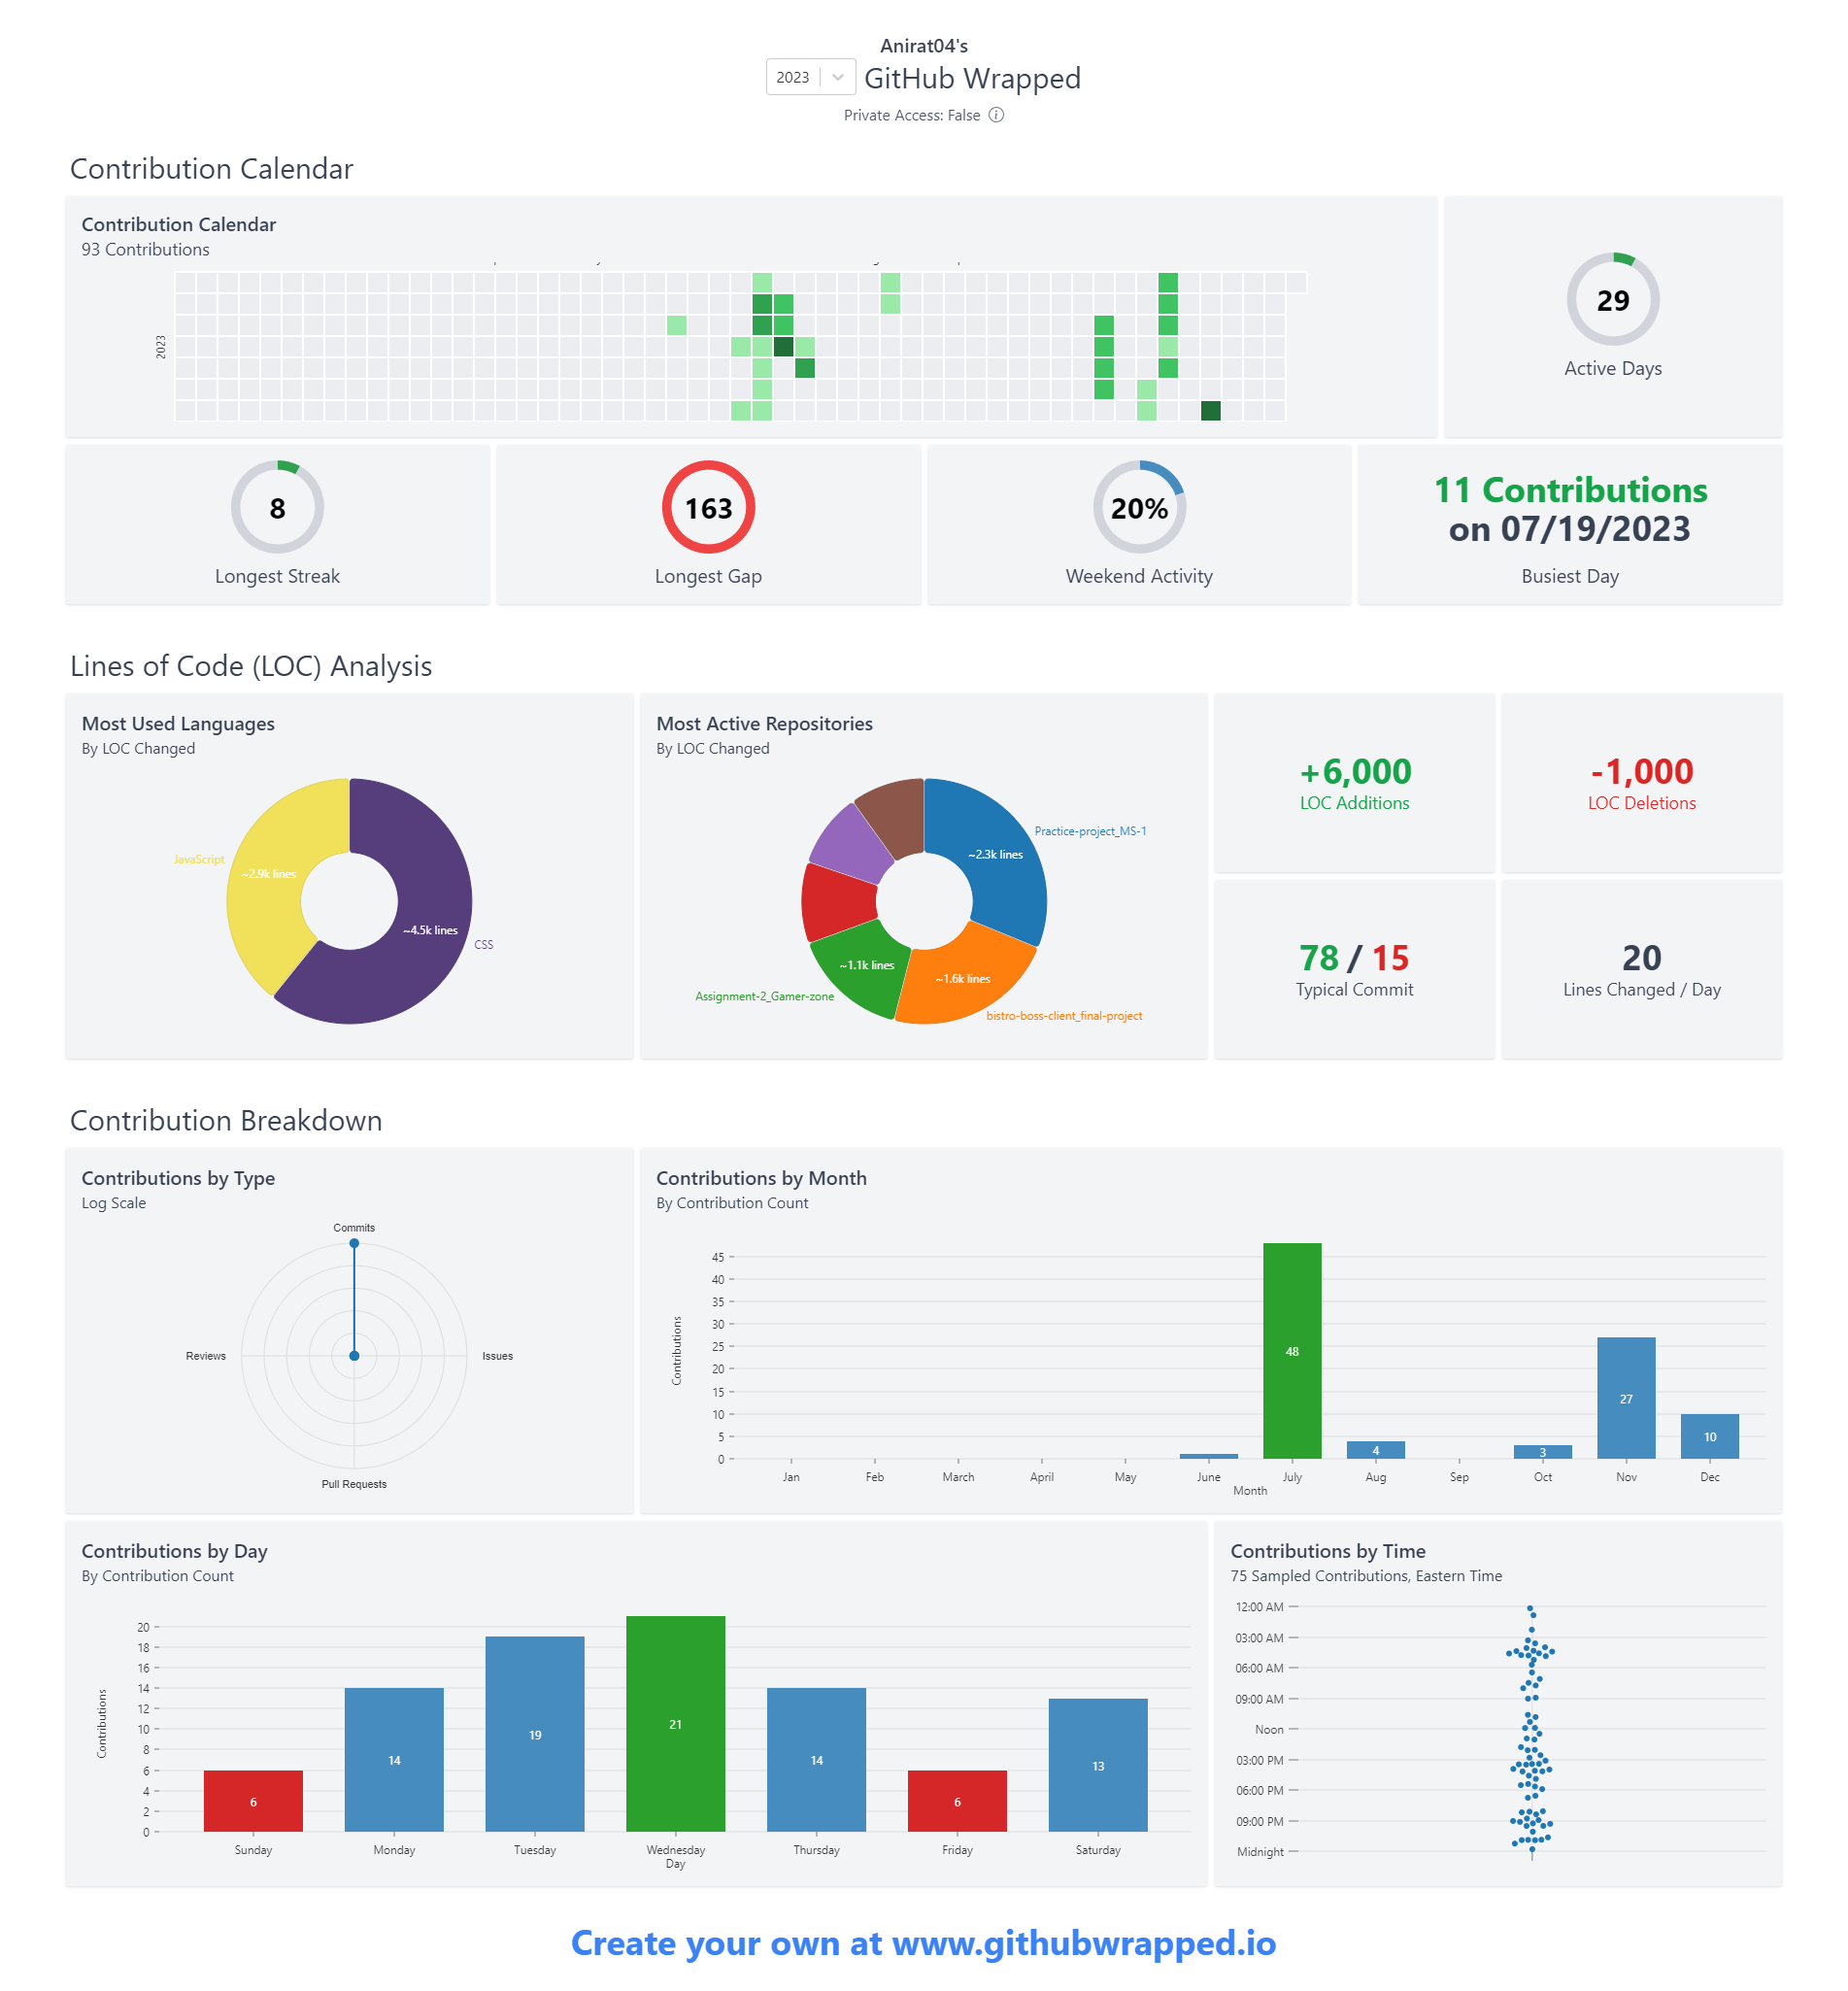 Anirat04's
2023 GitHub Wrapped
Private Access: False
Contribution Calendar
Contribution Calendar
93 Contributions
2023
29
Active Days
8
Longest Streak
163
Longest Gap
20%
Weekend Activity
11 Contributions
on 07/19/2023
Busiest Day
Lines of Code (LOC) Analysis
Most Used Languages
By LOC Changed
JavaScript
~2.9k lines
~4.5k lines
CSS
Most Active Repositories
By LOC Changed
Practice-project_MS-1
~2.3k lines
~1.1k lines
~1.6k lines
Assignment-2_Gamer-zone
bistro-boss-client_final-project
+6,000
LOC Additions
-1,000
LOC Deletions
78 / 15
Typical Commit
20
Lines Changed / Day
Contribution Breakdown
Contributions by Type
Log Scale
Commits
Reviews
Issues
Pull Requests
Contributions by Month
By Contribution Count
Contributions
45
40
35
30
25
20
15
10
5
0
48
4
3
27
10
Jan Feb March April May June July Aug Sep Oct Nov Dec
Month
Contributions by Day
By Contribution Count
Contributions
20
18
16
14
12
10
8
6
4
2
0
6
14
19
21
14
6
13
Sunday Monday Tuesday Wednesday Thursday Friday Saturday
Day
Contributions by Time
75 Sampled Contributions, Eastern Time
12:00 AM
03:00 AM
06:00 AM
09:00 AM
Noon
03:00 PM
06:00 PM
09:00 PM
Midnight
Create your own at www.githubwrapped.io